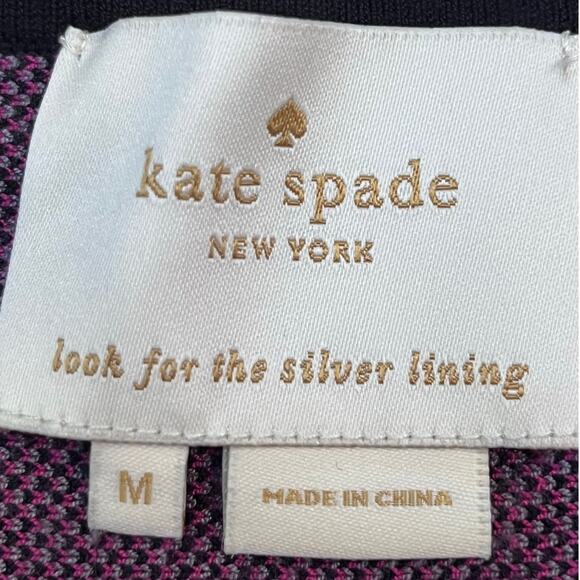 kate spade
NEW YORK
look for the silver lining
M
MADE IN CHINA